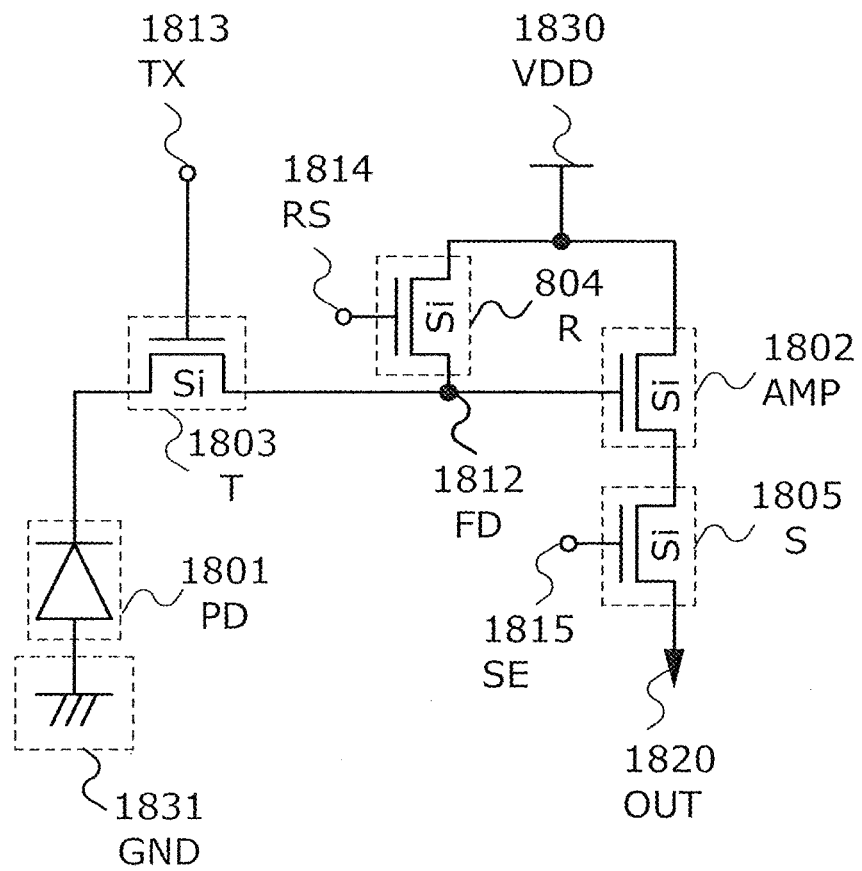 1813
TX
1830
VDD
1814
RS
Si
804
R
Si
1803
T
1802
AMP
Si
1812
FD
1805
S
Si
1801
PD
1815
SE
1820
OUT
1831
GND